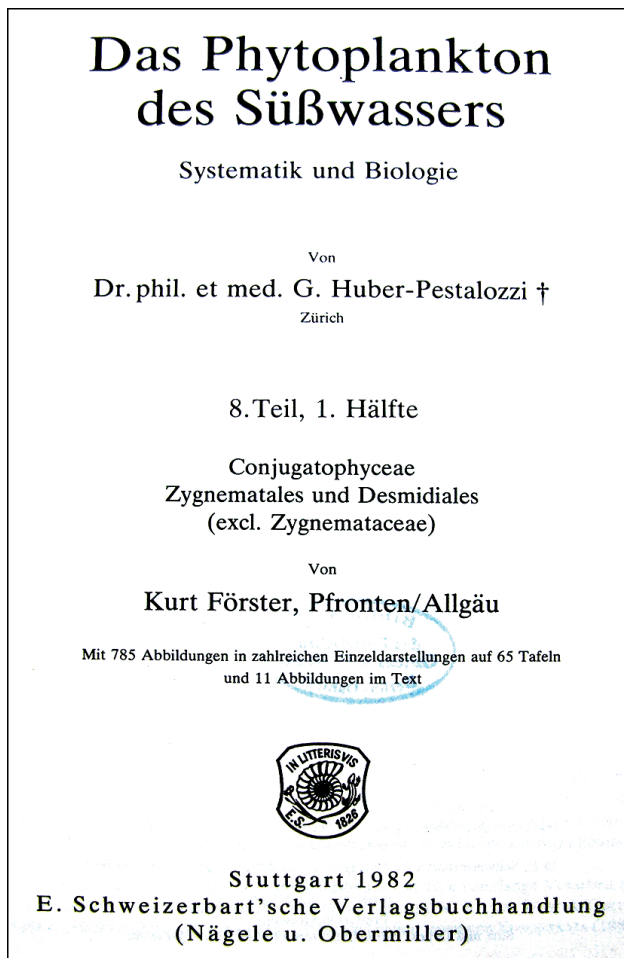 Das Phytoplankton
des Süßwassers
Systematik und Biologie
Von
Dr. phil. et med. G. Huber-Pestalozzi †
Zürich
8. Teil, 1. Hälfte
Conjugatophyceae
Zygnematales und Desmidiales
(excl. Zygnemataceae)
Von
Kurt Förster, Pfronten/Allgäu
Mit 785 Abbildungen in zahlreichen Einzeldarstellungen auf 65 Tafeln
und 11 Abbildungen im Text
IN LITTERIS VIS
E.S. 1826
Stuttgart 1982
E. Schweizerbart'sche Verlagsbuchhandlung
(Nägele u. Obermiller)